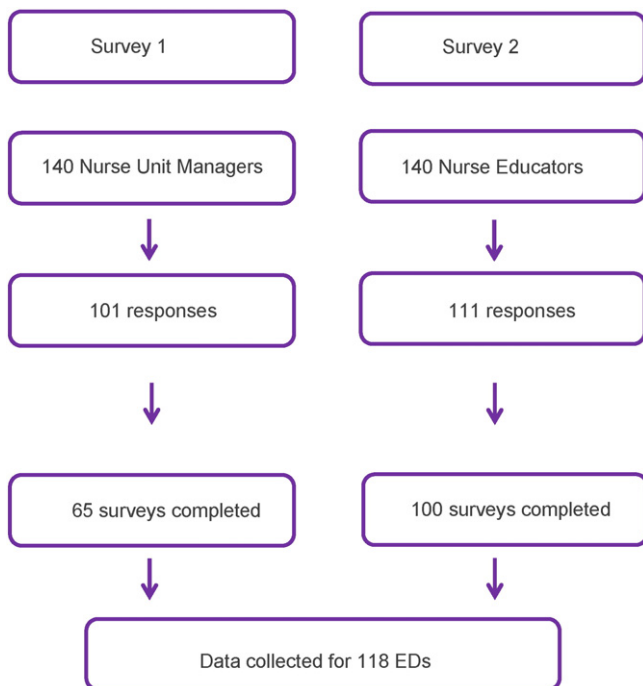 Survey 1
Survey 2
140 Nurse Unit Managers
140 Nurse Educators
101 responses
111 responses
65 surveys completed
100 surveys completed
Data collected for 118 EDs